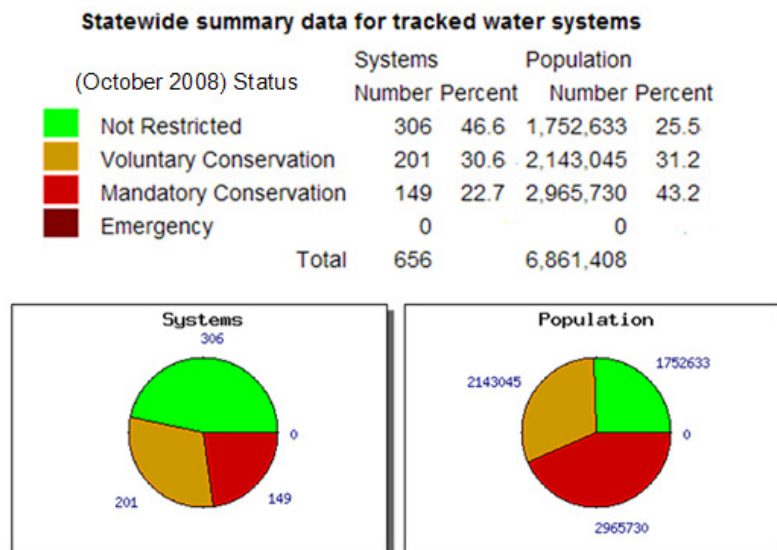 Statewide summary data for tracked water systems
Systems Population
(October 2008) Status
Number Percent Number Percent
Not Restricted 306 46.6 1,752,633 25.5
Voluntary Conservation 201 30.6 2,143,045 31.2
Mandatory Conservation 149 22.7 2,965,730 43.2
Emergency 0 0
Total 656 6,861,408
Systems
306
0
201
149
Population
1752633
2143045
0
2965730